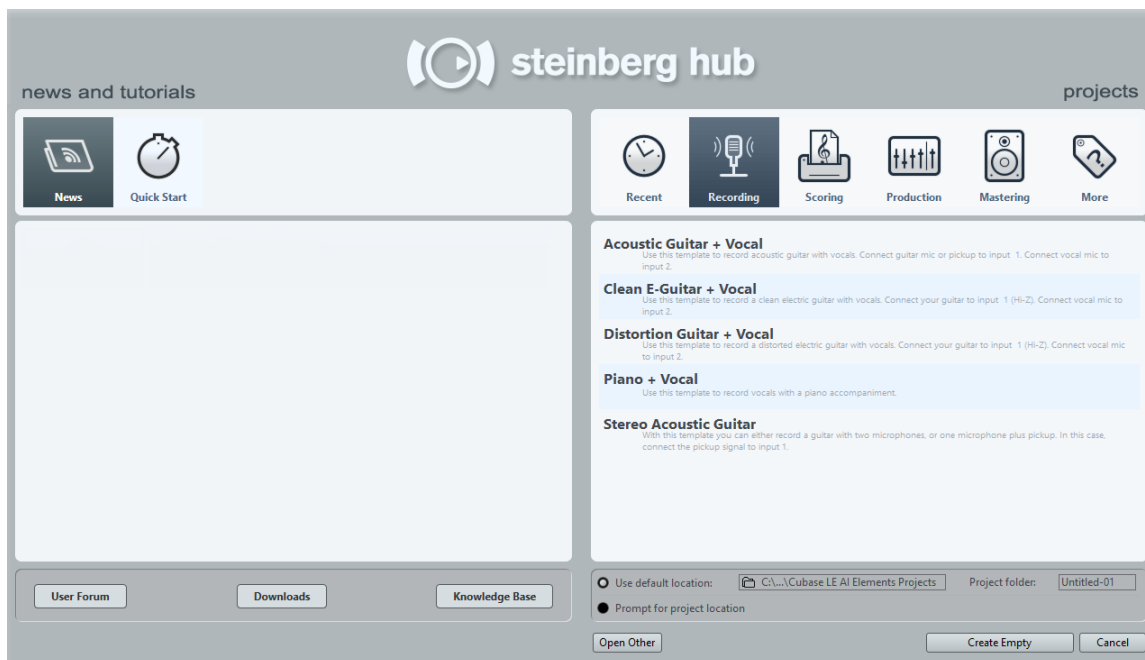 steinberg hub
news and tutorials
projects
News
Quick Start
Recent
Recording
Scoring
Production
Mastering
More
Acoustic Guitar + Vocal
Use this template to record acoustic guitar with vocals. Connect guitar mic or pickup to input 1. Connect vocal mic to
input 2.
Clean E-Guitar + Vocal
Use this template to record a clean electric guitar with vocals. Connect your guitar to input 1 (Hi-Z). Connect vocal mic to
input 2.
Distortion Guitar + Vocal
Use this template to record a distorted electric guitar with vocals. Connect your guitar to input 1 (Hi-Z). Connect vocal mic
to input 2.
Piano + Vocal
Use this template to record vocals with a piano accompaniment.
Stereo Acoustic Guitar
With this template you can either record a guitar with two microphones, or one microphone plus pickup. In this case,
connect the pickup signal to input 1.
User Forum
Downloads
Knowledge Base
Use default location:
C:\...\Cubase LE AI Elements Projects
Project folder:
Untitled-01
Prompt for project location
Open Other
Create Empty
Cancel